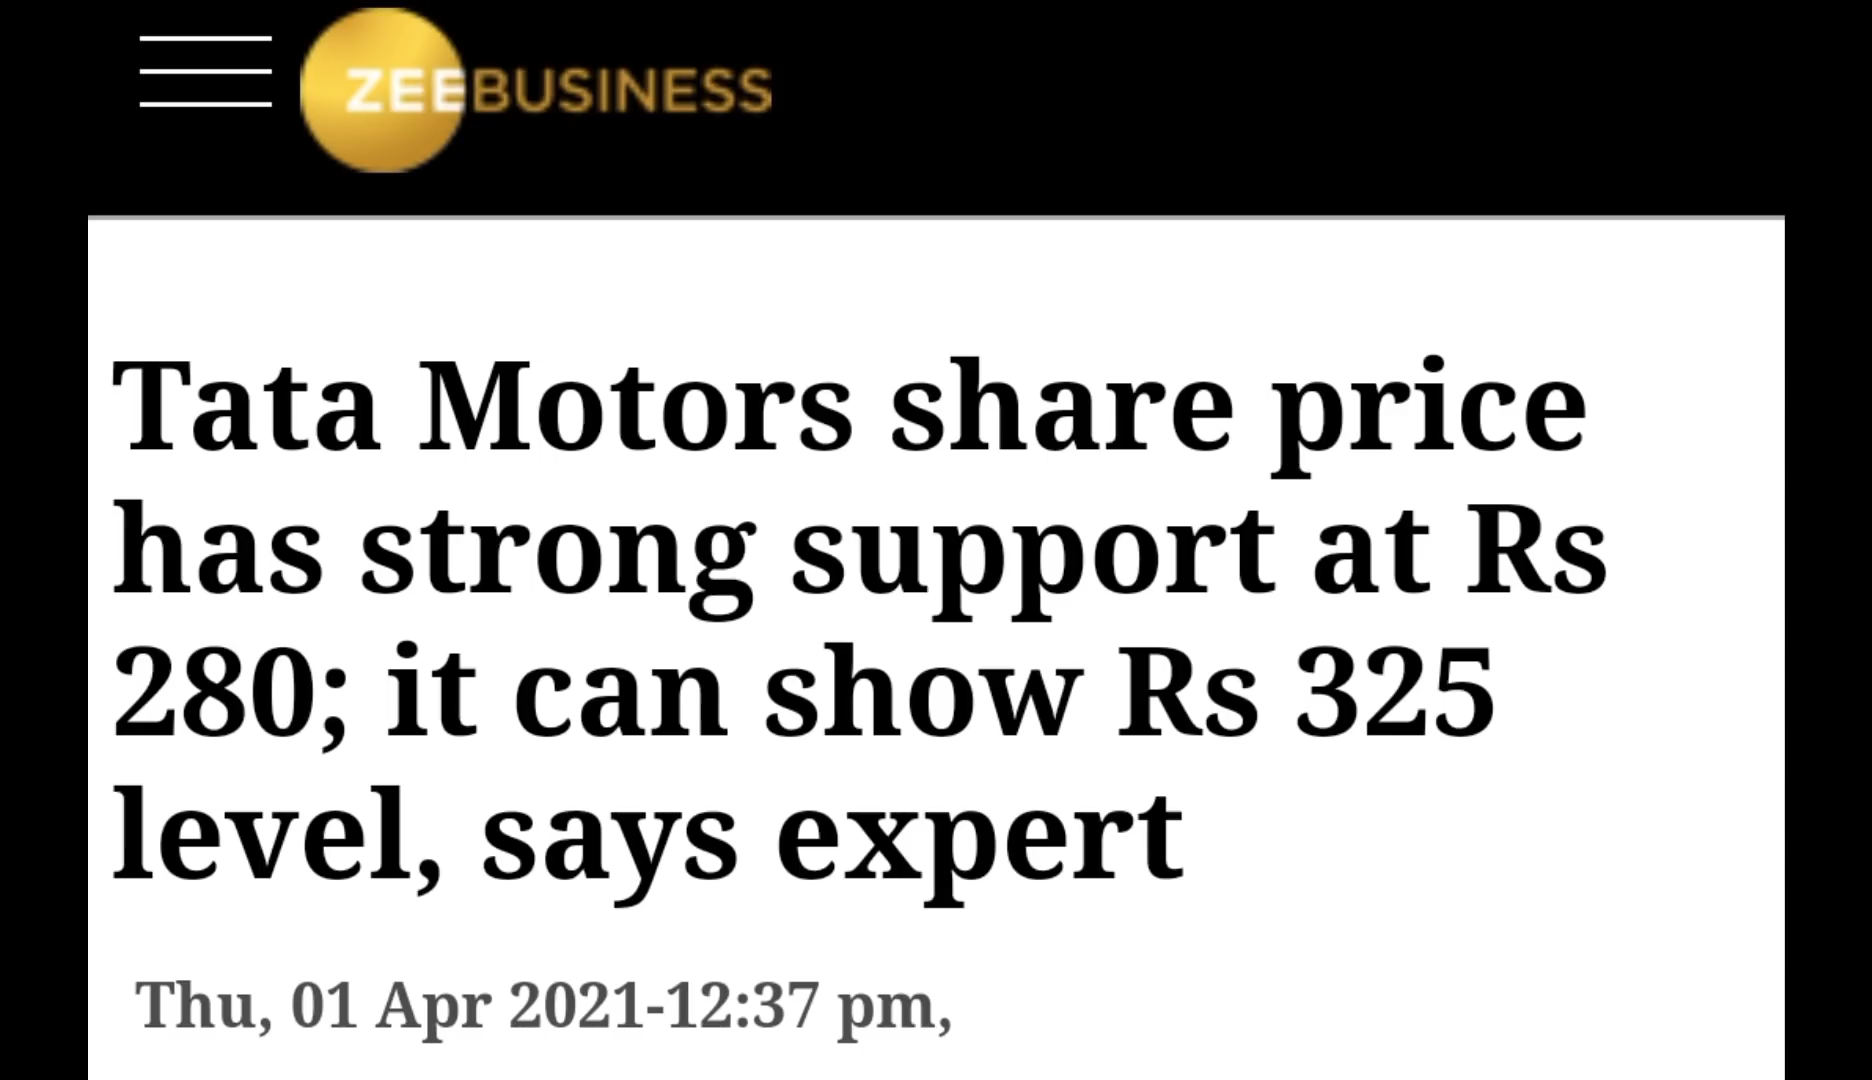 ZEEBUSINESS
Tata Motors share price
has strong support at Rs
280; it can show Rs 325
level, says expert
Thu, 01 Apr 2021-12:37 pm,